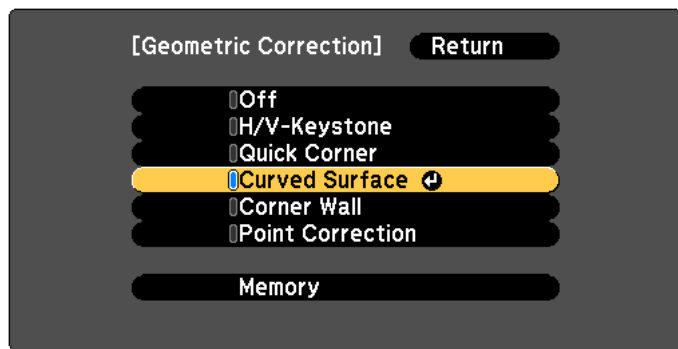 [Geometric Correction] Return
Off
H/V-Keystone
Quick Corner
Curved Surface
Corner Wall
Point Correction
Memory